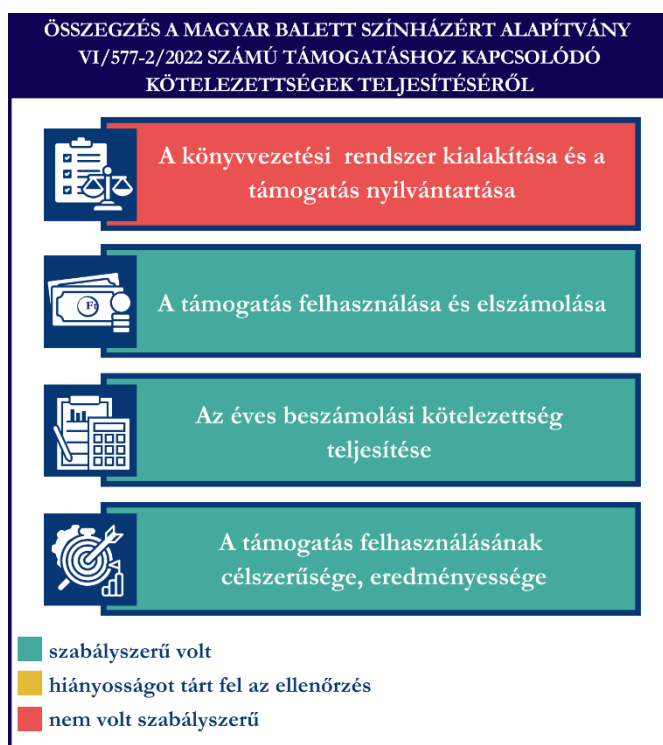 ÖSSZEGZÉS A MAGYAR BALETT SZÍNHÁZÉRT ALAPÍTVÁNY
VI/577-2/2022 SZÁMÚ TÁMOGATÁSHOZ KAPCSOLÓDÓ
KÖTELEZETTSÉGEK TELJESÍTÉSÉRŐL
A könyvvezetési rendszer kialakítása és a
támogatás nyilvántartása
Ft
A támogatás felhasználása és elszámolása
Az éves beszámolási kötelezettség
teljesítése
A támogatás felhasználásának
célszerűsége, eredményessége
szabályszerű volt
hiányosságot tárt fel az ellenőrzés
nem volt szabályszerű